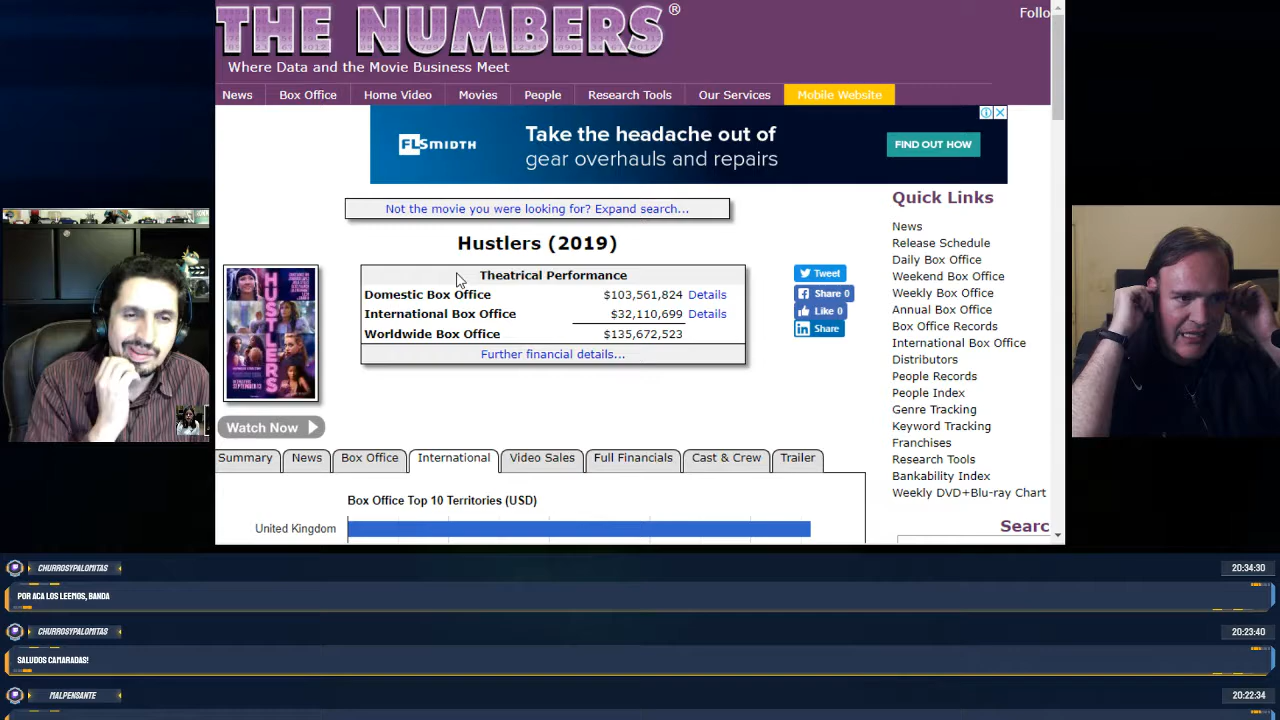 THE NUMBERS®
Follo
Where Data and the Movie Business Meet
News Box Office Home Video Movies People Research Tools Our Services Mobile Website
FLSMIDTH
Take the headache out of
gear overhauls and repairs
FIND OUT HOW
Not the movie you were looking for? Expand search...
Hustlers (2019)
Theatrical Performance
Domestic Box Office $103,561,824 Details
International Box Office $32,110,699 Details
Worldwide Box Office $135,672,523
Further financial details...
HUSTLERS
Watch Now
Tweet
Share 0
Like 0
Share
Quick Links
News
Release Schedule
Daily Box Office
Weekend Box Office
Weekly Box Office
Annual Box Office
Box Office Records
International Box Office
Distributors
People Records
People Index
Genre Tracking
Keyword Tracking
Franchises
Research Tools
Bankability Index
Weekly DVD+Blu-ray Chart
Searc
Summary News Box Office International Video Sales Full Financials Cast & Crew Trailer
Box Office Top 10 Territories (USD)
United Kingdom
CHURROSYPALOMITAS 20:34:30
POR ACA LOS LEEMOS, BANDA
CHURROSYPALOMITAS 20:23:40
SALUDOS CAMARADAS!
MALPENSANTE 20:22:34